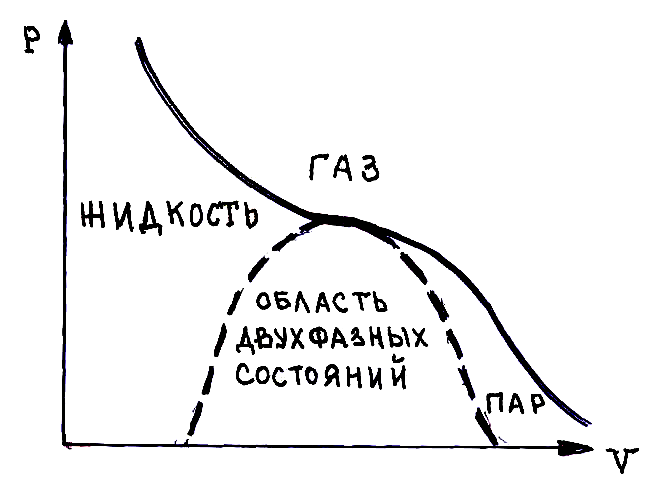 P
ГАЗ
ЖИДКОСТЬ
ОБЛАСТЬ
ДВУХФАЗНЫХ
СОСТОЯНИЙ
ПАР
V